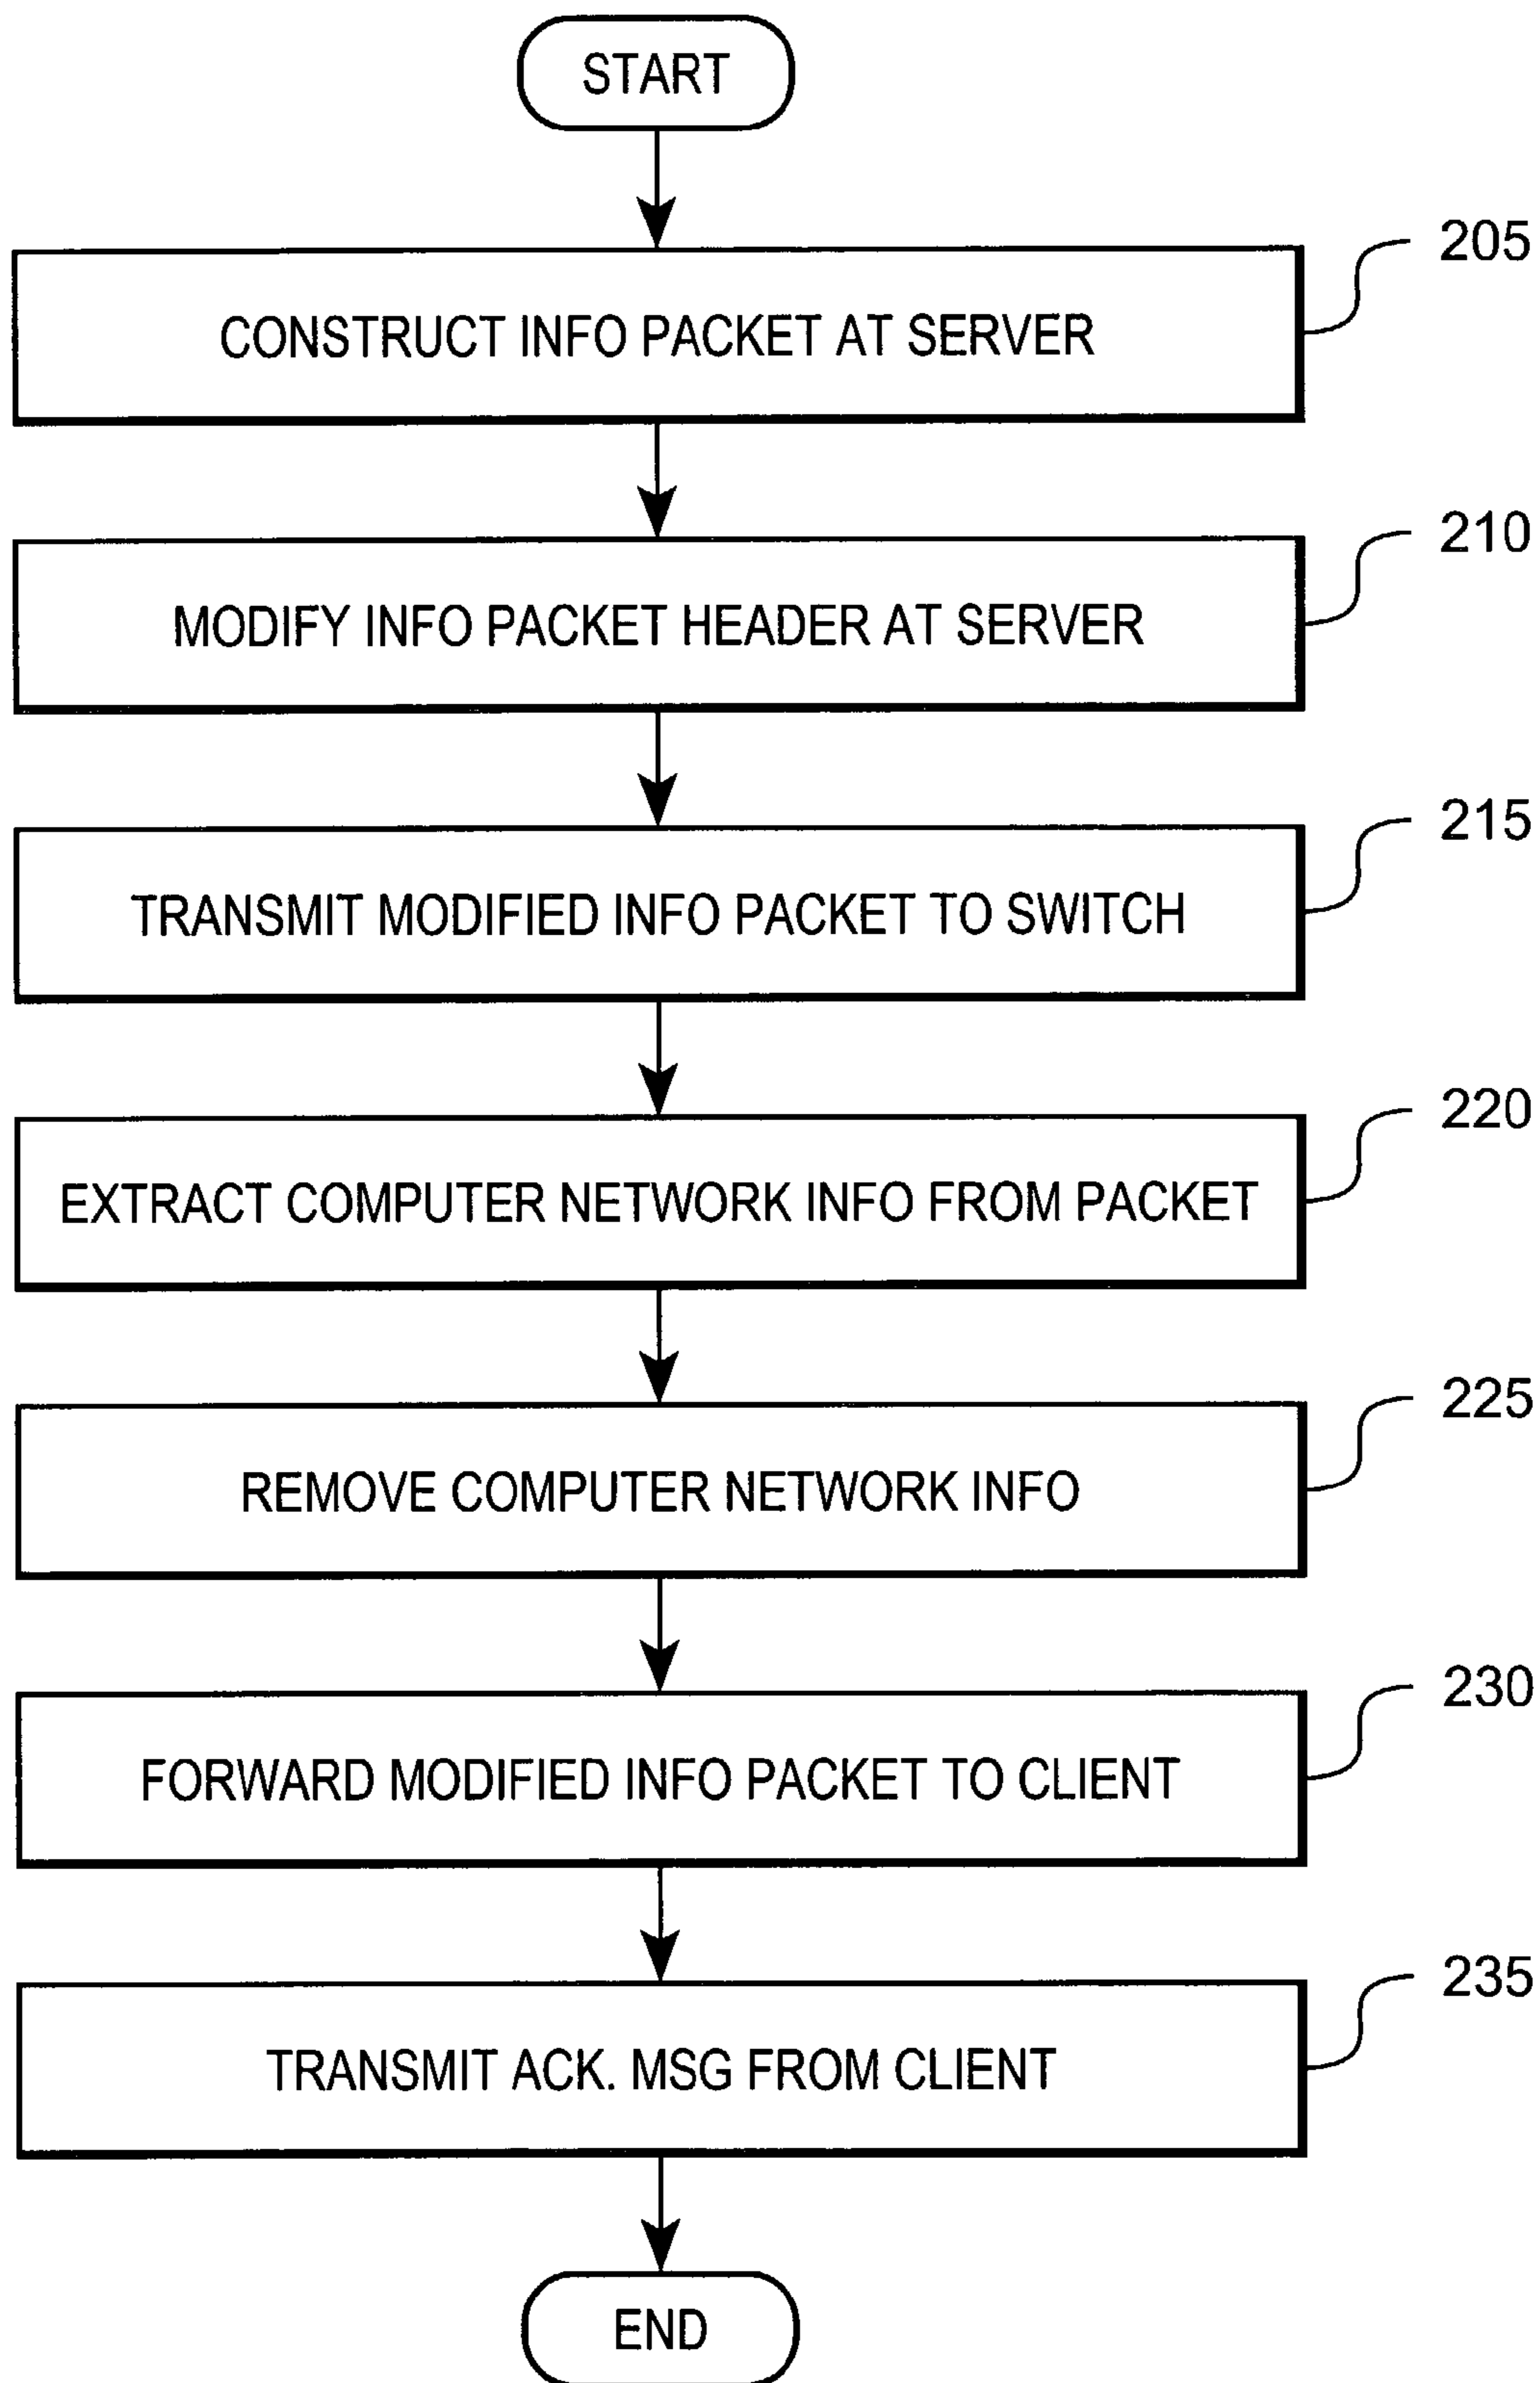 START
205
CONSTRUCT INFO PACKET AT SERVER
210
MODIFY INFO PACKET HEADER AT SERVER
215
TRANSMIT MODIFIED INFO PACKET TO SWITCH
220
EXTRACT COMPUTER NETWORK INFO FROM PACKET
225
REMOVE COMPUTER NETWORK INFO
230
FORWARD MODIFIED INFO PACKET TO CLIENT
235
TRANSMIT ACK. MSG FROM CLIENT
END